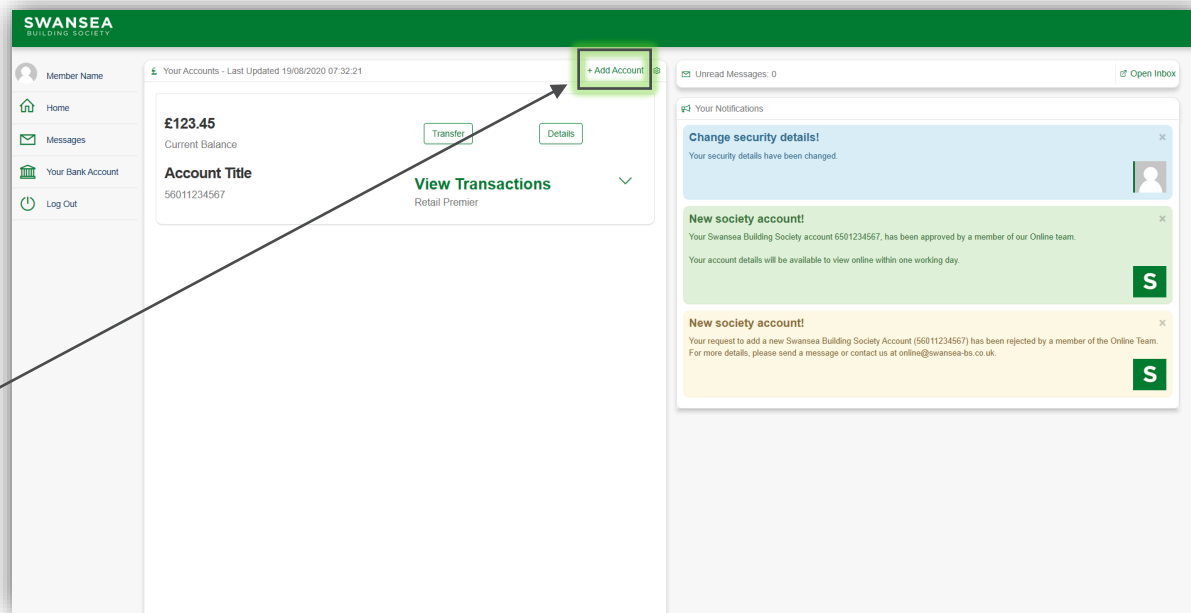 SWANSEA
BUILDING SOCIETY
Member Name
Home
Messages
Your Bank Account
Log Out
£ Your Accounts - Last Updated 19/08/2020 07:32:21
+ Add Account
£123.45
Current Balance
Transfer
Details
Account Title
56011234567
View Transactions
Retail Premier
Unread Messages: 0
Open Inbox
Your Notifications
Change security details!
×
Your security details have been changed.
New society account!
×
Your Swansea Building Society account 6501234567, has been approved by a member of our Online team.
Your account details will be available to view online within one working day.
S
New society account!
×
Your request to add a new Swansea Building Society Account (56011234567) has been rejected by a member of the Online Team.
For more details, please send a message or contact us at online@swansea-bs.co.uk.
S